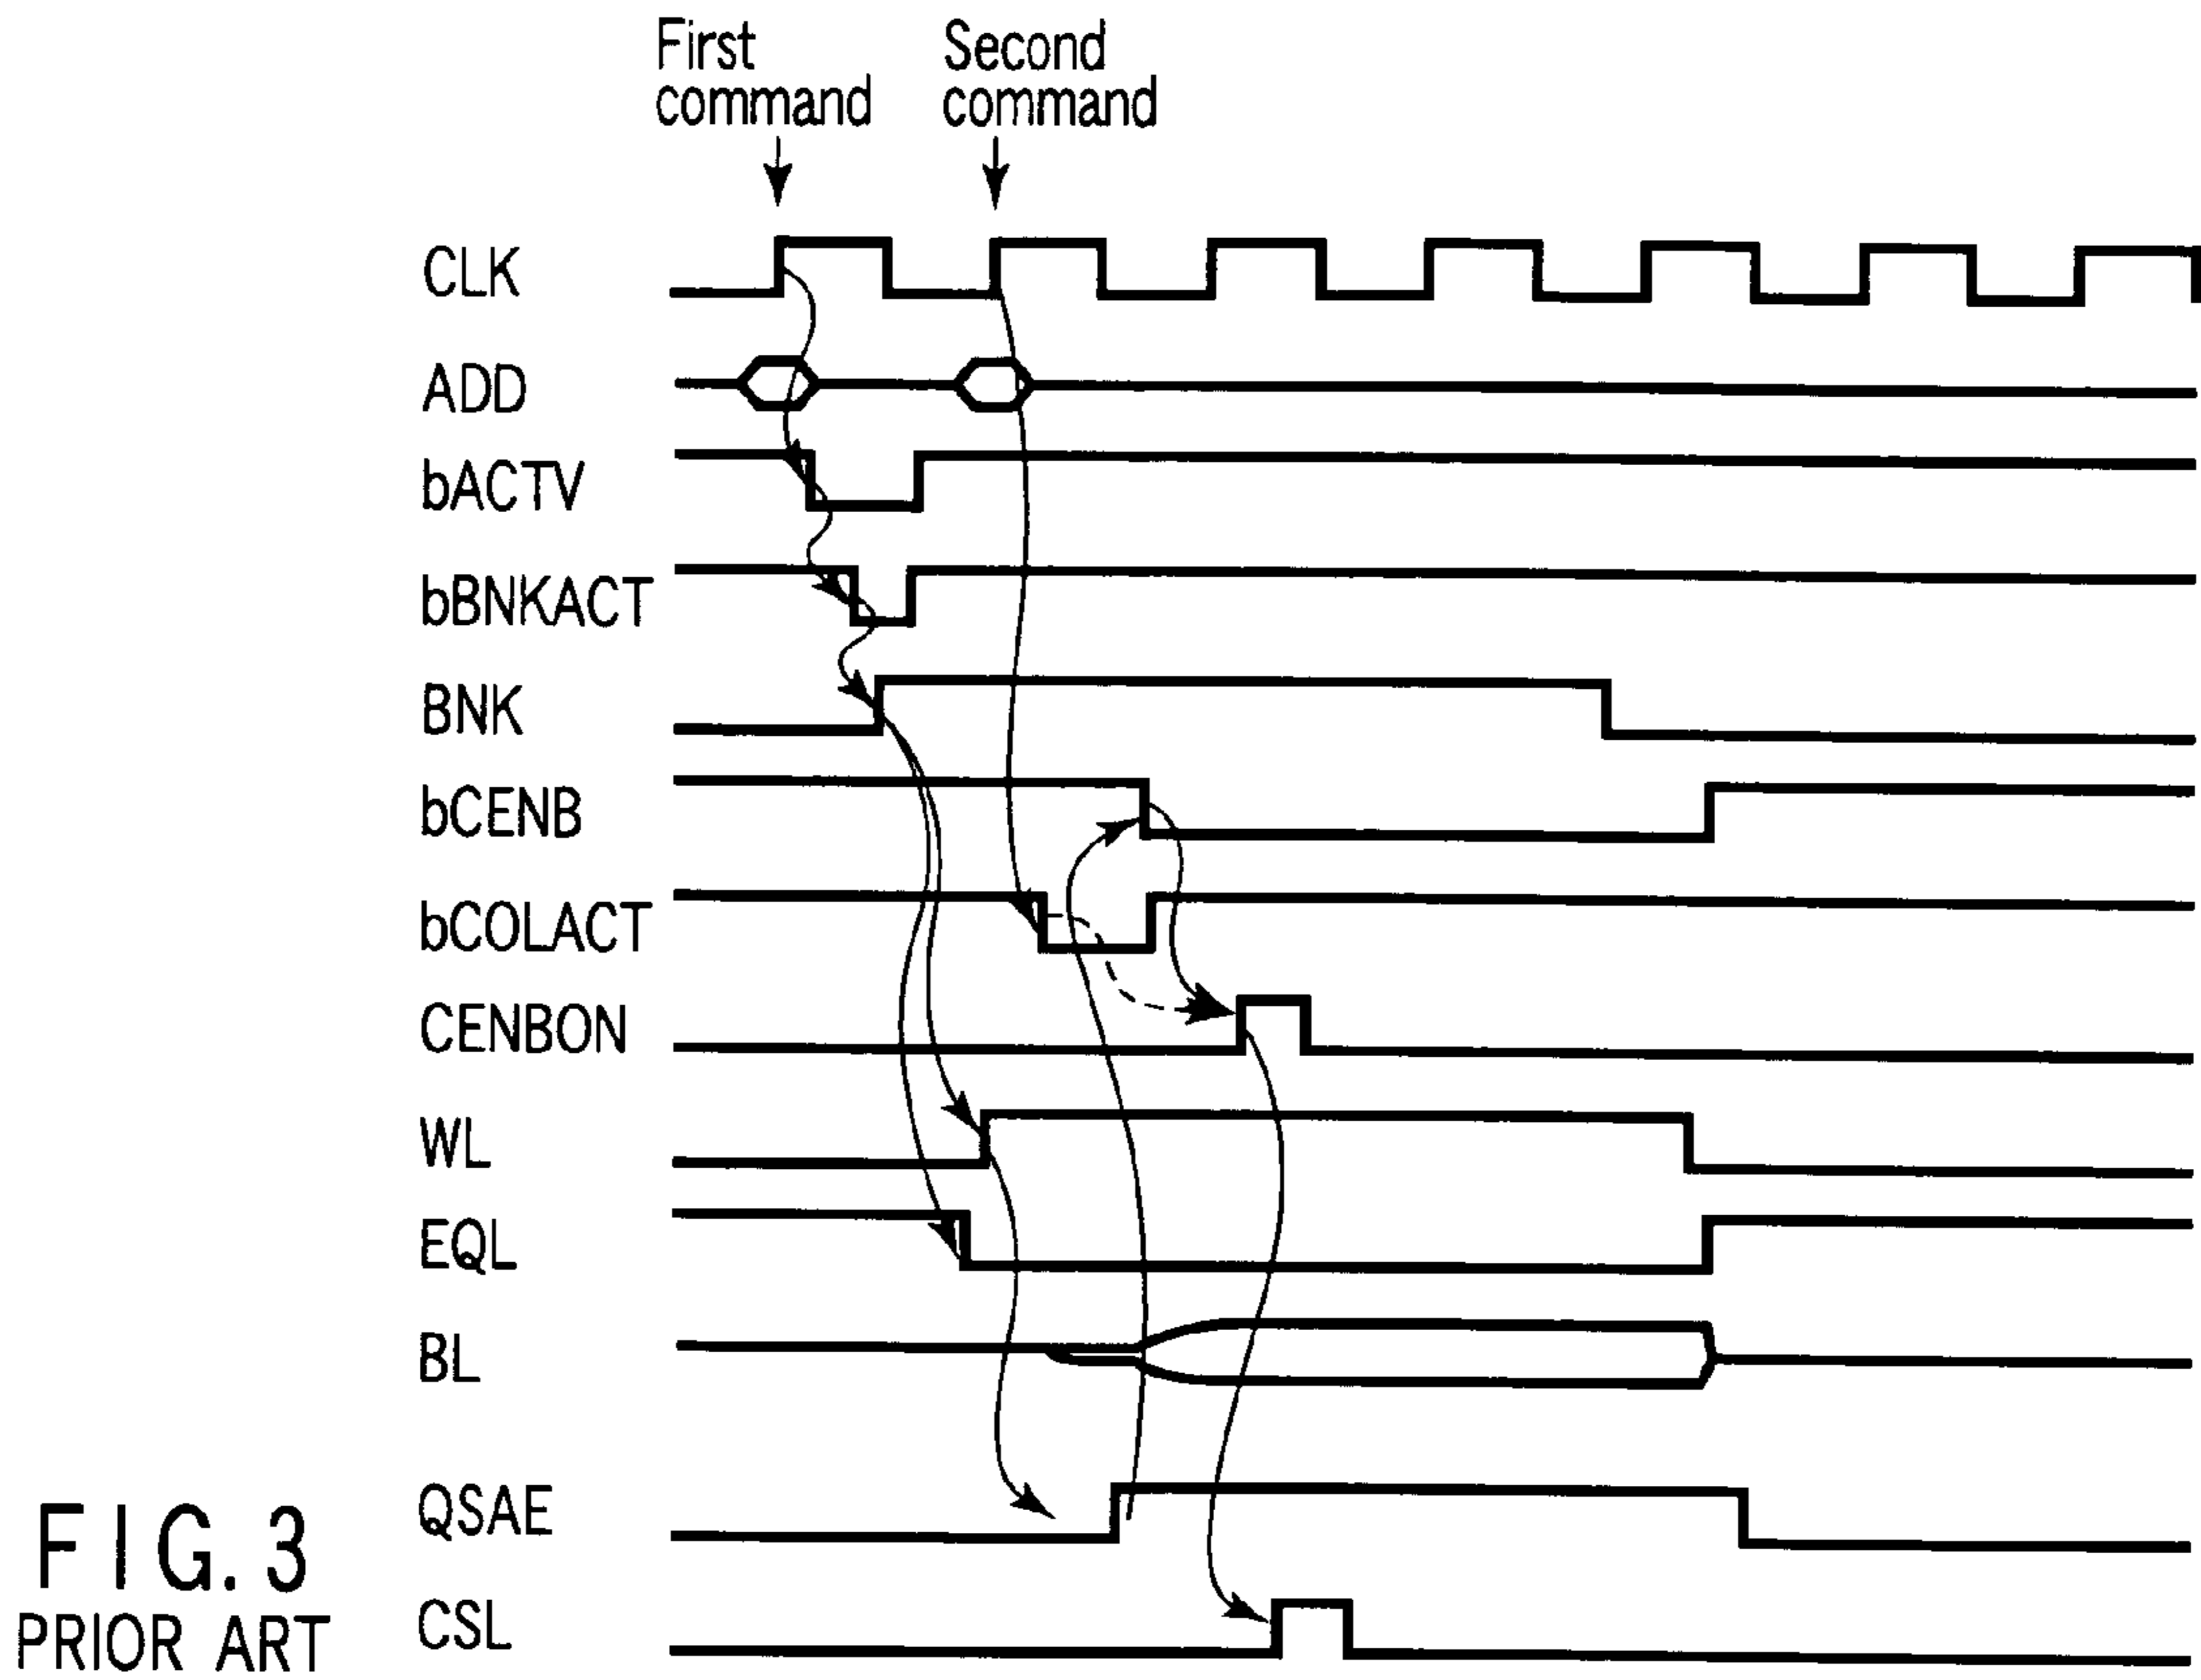 First
command
Second
command
CLK
ADD
bACTV
bBNKACT
BNK
bCENB
bCOLACT
CENBON
WL
EQL
BL
QSAE
CSL
FIG. 3
PRIOR ART